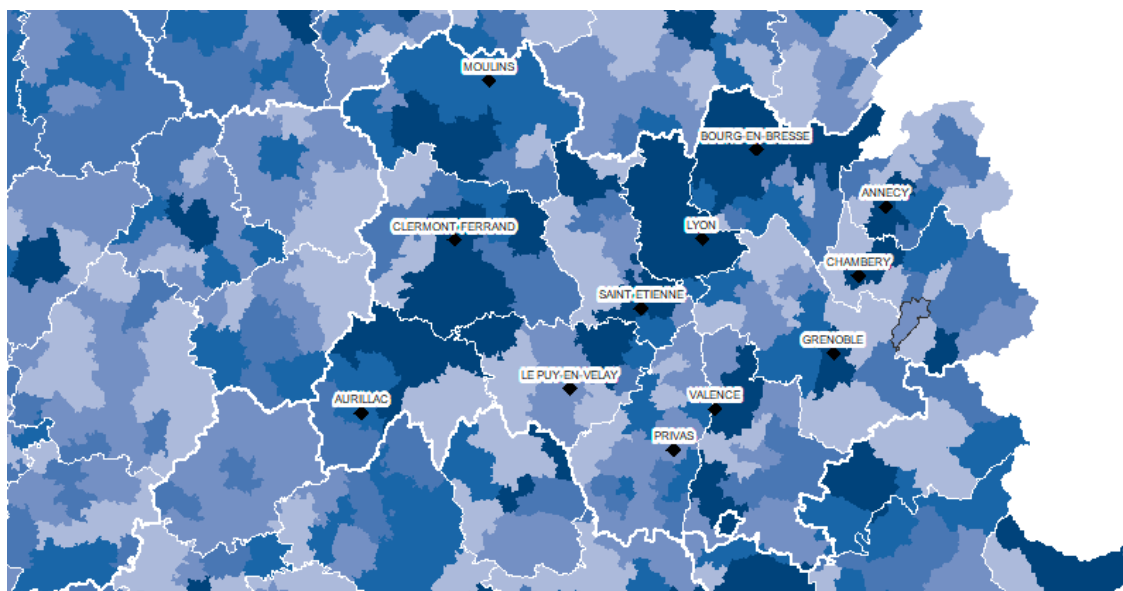 MOULINS
BOURG-EN-BRESSE
ANNECY
CLERMONT-FERRAND
LYON
CHAMBERY
SAINT-ETIENNE
GRENOBLE
LE PUY-EN-VELAY
AURILLAC
VALENCE
PRIVAS